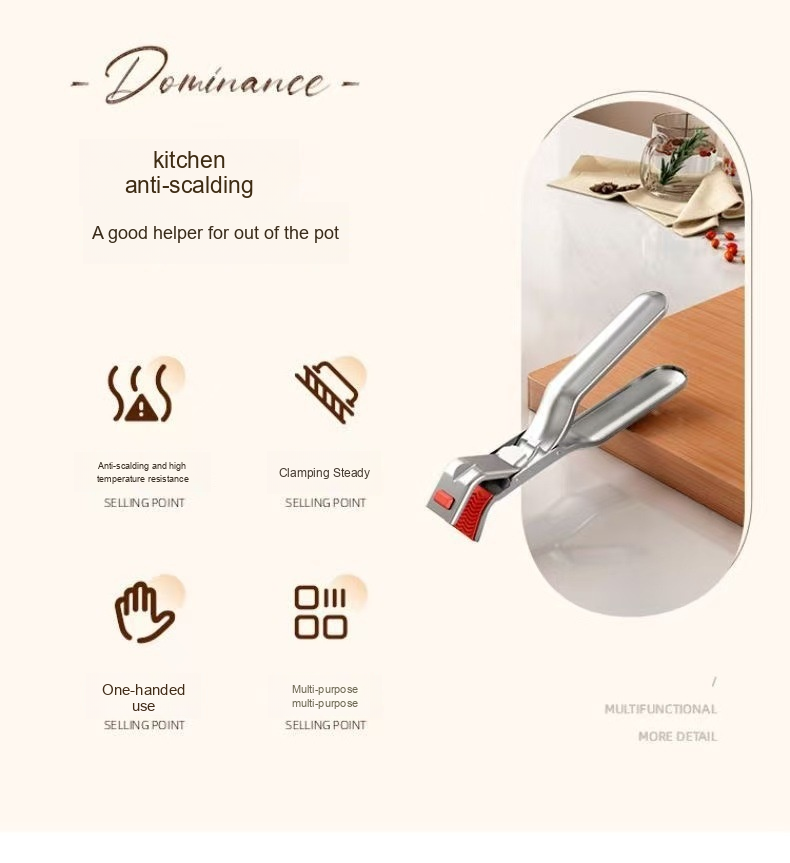 - Dominance -
kitchen
anti-scalding
A good helper for out of the pot
Anti-scalding and high
temperature resistance
SELLING POINT
Clamping Steady
SELLING POINT
One-handed
use
SELLING POINT
Multi-purpose
multi-purpose
SELLING POINT
/
MULTIFUNCTIONAL
MORE DETAIL